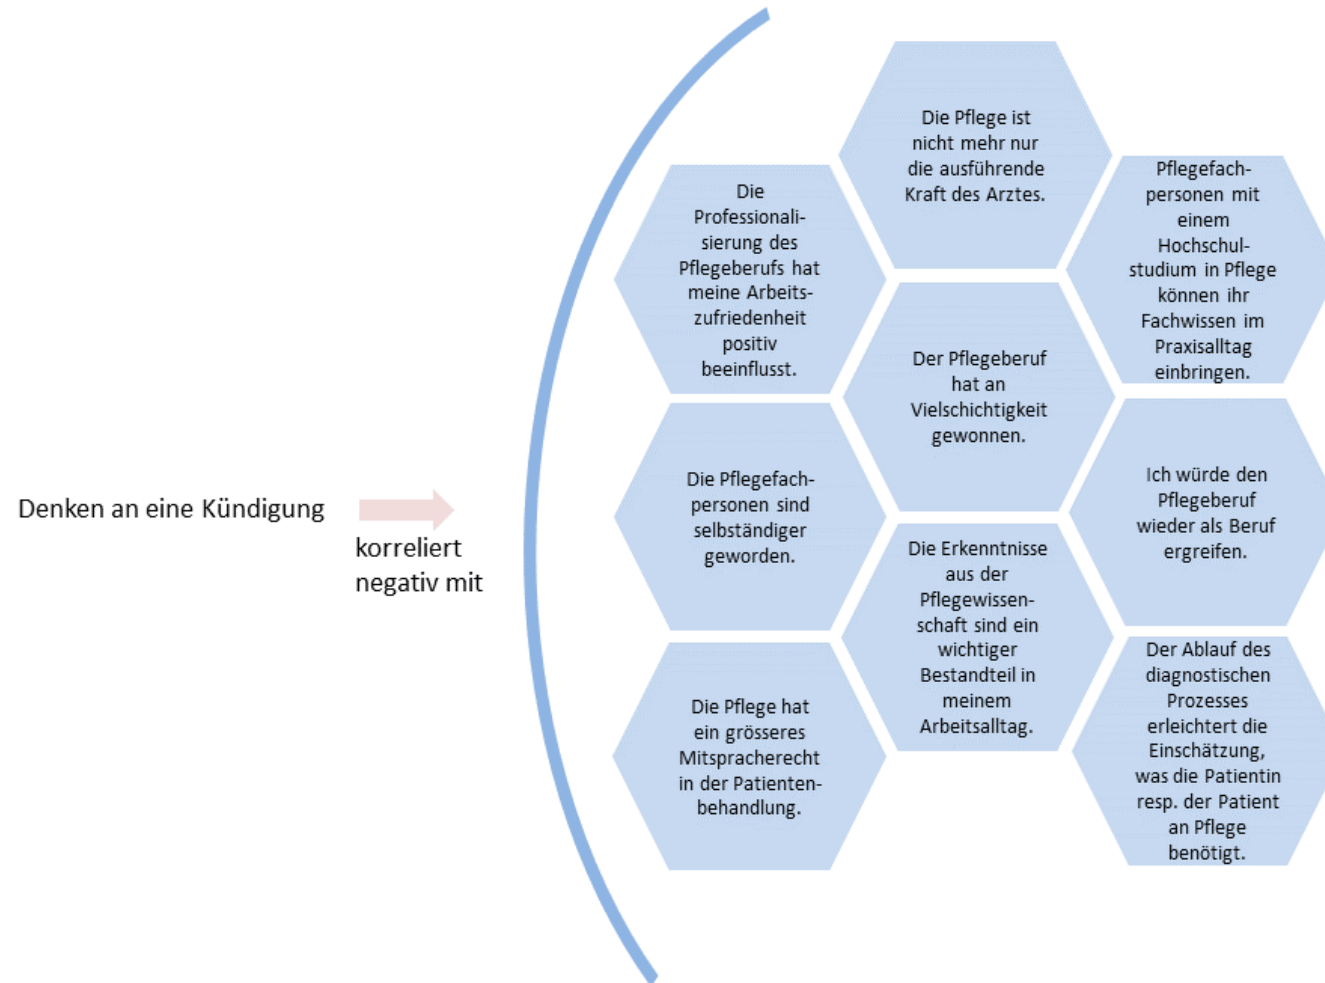 Denken an eine Kündigung
korreliert
negativ mit
Die
Professionali-
sierung des
Pflegeberufs hat
meine Arbeits-
zufriedenheit
positiv
beeinflusst.
Die Pflegefach-
personen sind
selbständiger
geworden.
Die Pflege hat
ein grösseres
Mitspracherecht
in der Patienten-
behandlung.
Die Pflege ist
nicht mehr nur
die ausführende
Kraft des Arztes.
Der Pflegeberuf
hat an
Vielschichtigkeit
gewonnen.
Die Erkenntnisse
aus der
Pflegewissen-
schaft sind ein
wichtiger
Bestandteil in
meinem
Arbeitsalltag.
Pflegefach-
personen mit
einem
Hochschul-
studium in Pflege
können ihr
Fachwissen im
Praxisalltag
einbringen.
Ich würde den
Pflegeberuf
wieder als Beruf
ergreifen.
Der Ablauf des
diagnostischen
Prozesses
erleichtert die
Einschätzung,
was die Patientin
resp. der Patient
an Pflege
benötigt.